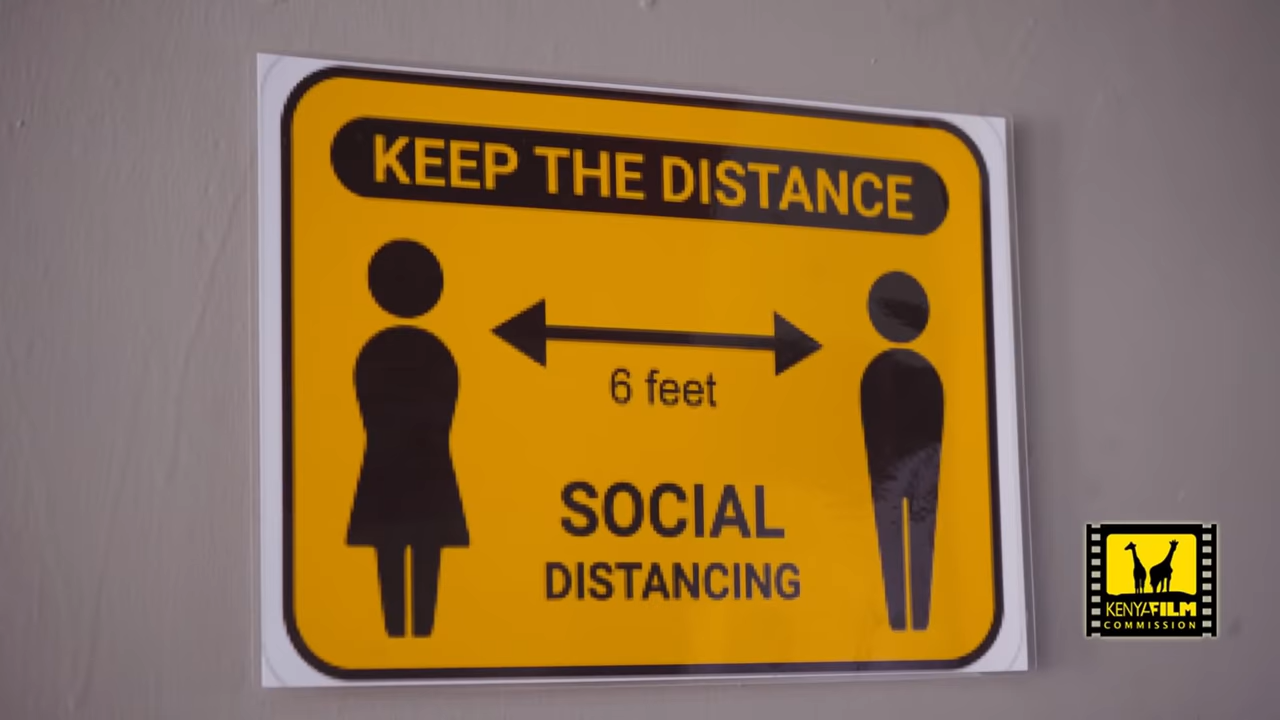 KEEP THE DISTANCE
6 feet
SOCIAL
DISTANCING
KENYA FILM
COMMISSION